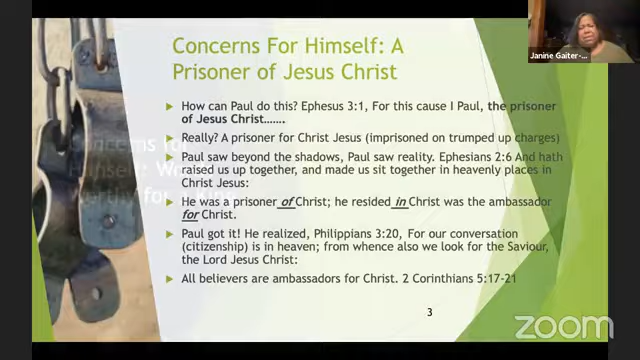 Concerns For Himself: A
Prisoner of Jesus Christ
Janine Gaiter-
How can Paul do this? Ephesus 3:1, For this cause I Paul, the prisoner
of Jesus Christ…….
Really? A prisoner for Christ Jesus (imprisoned on trumped up charges)
Paul saw beyond the shadows, Paul saw reality. Ephesians 2:6 And hath
raised us up together, and made us sit together in heavenly places in
Christ Jesus:
He was a prisoner of Christ; he resided in Christ was the ambassador
for Christ.
Paul got it! He realized, Philippians 3:20, For our conversation
(citizenship) is in heaven; from whence also we look for the Saviour,
the Lord Jesus Christ:
All believers are ambassadors for Christ. 2 Corinthians 5:17-21
3
zoom